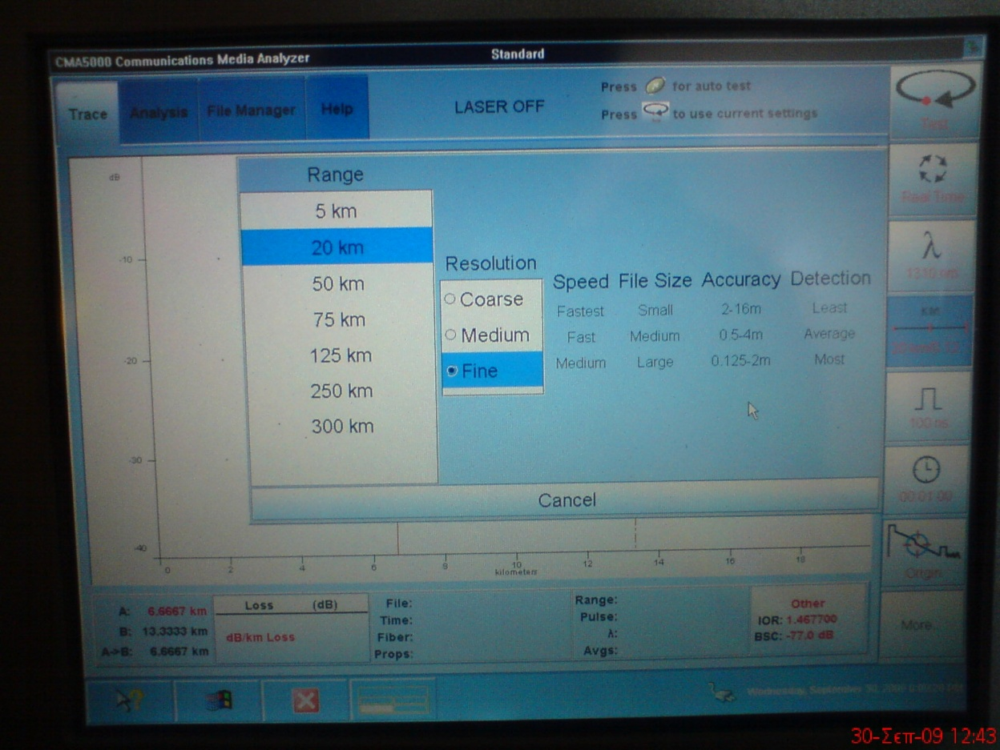 CMA5000 Communications Media Analyzer
Standard
Trace
Analysis
File Manager
Help
LASER OFF
Press for auto test
Press to use current settings
Test
Real Time
λ
1310 nm
Km
100 ns
00:01:00
Origin
More..
Range
5 km
20 km
50 km
75 km
125 km
250 km
300 km
Resolution
Coarse
Medium
Fine
Speed File Size Accuracy Detection
Fastest Small 2-16m Least
Fast Medium 0.5-4m Average
Medium Large 0.125-2m Most
Cancel
dB
-10
-20
-30
-40
0 2 4 6 8 10 12 14 16 18
kilometers
A: 6.6667 km
B: 13.3333 km
A->B: 6.6667 km
Loss (dB)
dB/km Loss
File:
Time:
Fiber:
Props:
Range:
Pulse:
λ:
Avgs:
Other
IOR: 1.467700
BSC: -77.0 dB
Wednesday, September 30, 2009
30-Σεπ-09 12:43